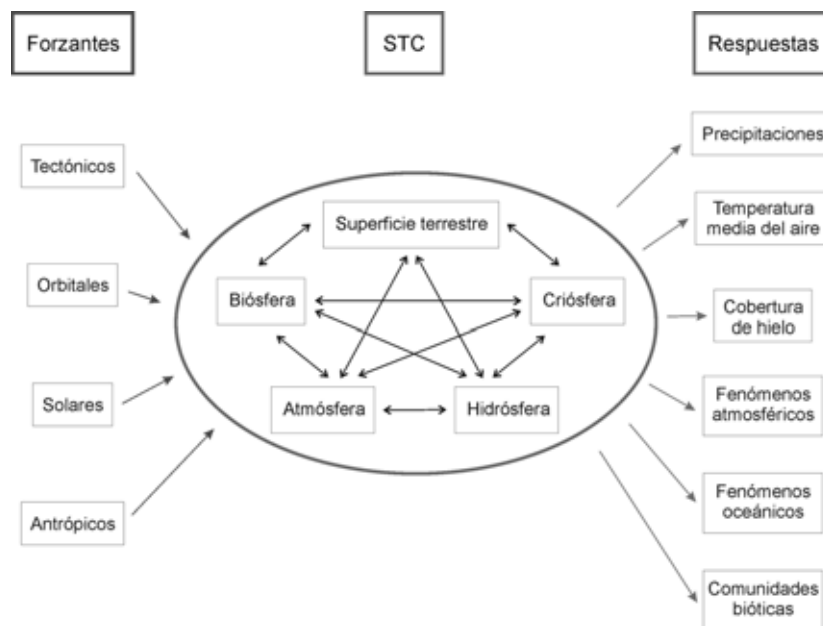 Forzantes
STC
Respuestas
Tectónicos
Orbitales
Solares
Antrópicos
Superficie terrestre
Biósfera
Criósfera
Atmósfera
Hidrósfera
Precipitaciones
Temperatura
media del aire
Cobertura
de hielo
Fenómenos
atmosféricos
Fenómenos
oceánicos
Comunidades
bióticas